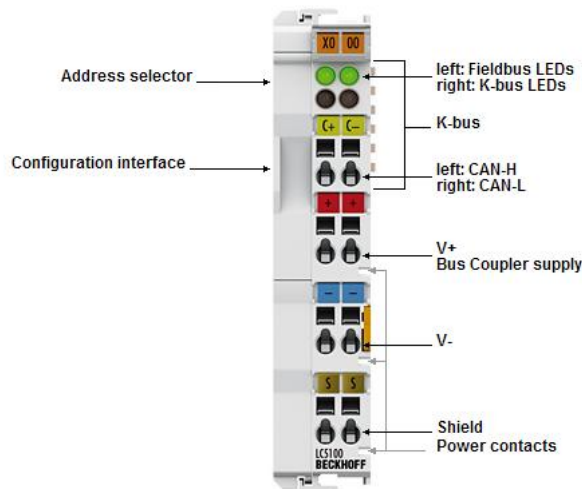 X0 00
Address selector
left: Fieldbus LEDs
right: K-bus LEDs
K-bus
C+ C−
Configuration interface
left: CAN-H
right: CAN-L
+ +
V+
Bus Coupler supply
− −
V-
S S
Shield
Power contacts
LC5100
BECKHOFF